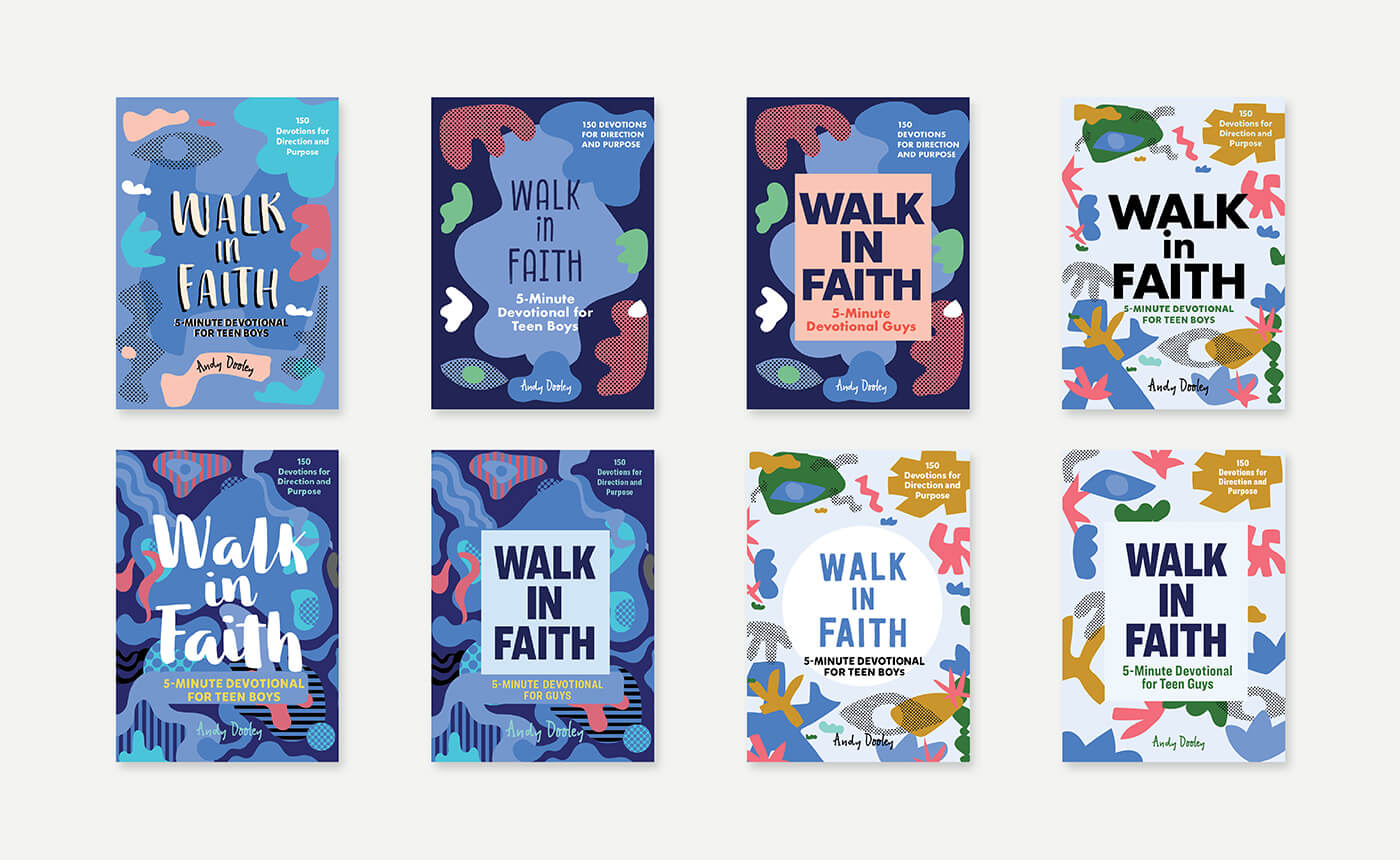 150
Devotions for
Direction and
Purpose
WALK
in
FAITH
5-MINUTE DEVOTIONAL
FOR TEEN BOYS
Andy Dooley
150 DEVOTIONS
FOR DIRECTION
AND PURPOSE
WALK
in
FAITH
5-Minute
Devotional for
Teen Boys
Andy Dooley
150
DEVOTIONS
FOR DIRECTION
AND PURPOSE
WALK
IN
FAITH
5-Minute
Devotional Guys
Andy Dooley
150
Devotions for
Direction and
Purpose
WALK
in
FAITH
5-MINUTE DEVOTIONAL
FOR TEEN BOYS
Andy Dooley
150
Devotions for
Direction and
Purpose
Walk
in
Faith
5-MINUTE DEVOTIONAL
FOR TEEN BOYS
Andy Dooley
150
Devotions for
Direction and
Purpose
WALK
IN
FAITH
5-MINUTE DEVOTIONAL
FOR GUYS
Andy Dooley
150
Devotions for
Direction and
Purpose
WALK
IN
FAITH
5-MINUTE DEVOTIONAL
FOR TEEN BOYS
Andy Dooley
150
Devotions for
Direction and
Purpose
WALK
IN
FAITH
5-Minute Devotional
for Teen Guys
Andy Dooley